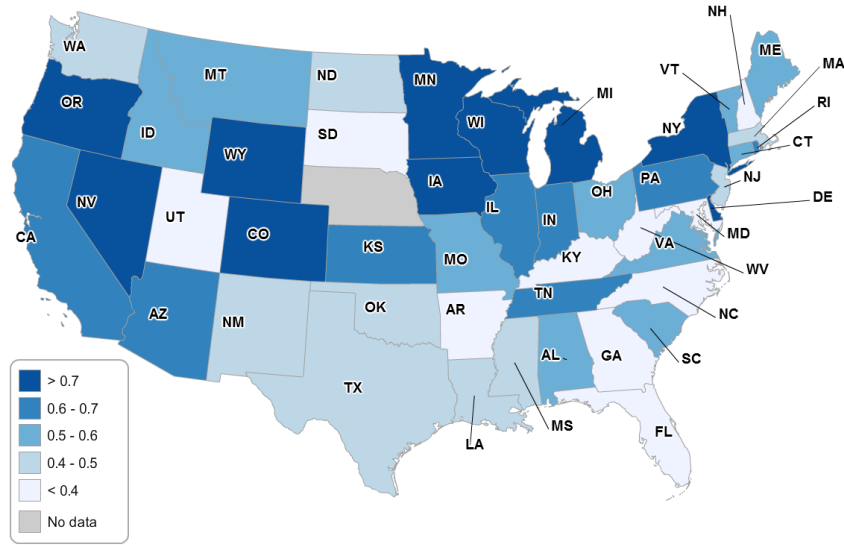 NH
WA
ME
MT
ND
VT
MA
MN
MI
OR
RI
WI
NY
ID
SD
CT
WY
PA
NJ
IA
OH
DE
NV
IL
UT
IN
CO
MD
CA
KS
VA
KY
MO
WV
TN
AZ
NM
OK
AR
NC
AL
GA
SC
> 0.7
TX
0.6 - 0.7
MS
FL
0.5 - 0.6
LA
0.4 - 0.5
< 0.4
No data